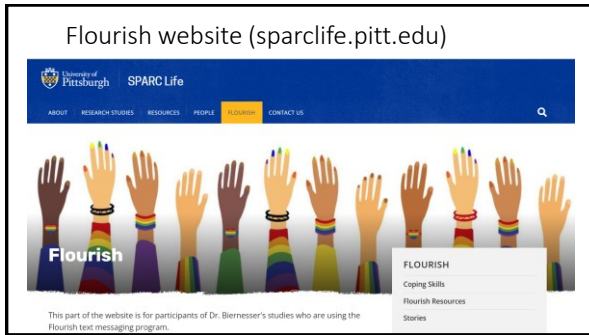 Flourish website (sparclife.pitt.edu)
University of
Pittsburgh
SPARC Life
ABOUT RESEARCH STUDIES RESOURCES PEOPLE FLOURISH CONTACT US
Flourish
FLOURISH
Coping Skills
Flourish Resources
Stories
This part of the website is for participants of Dr. Biernesser's studies who are using the
Flourish text messaging program.